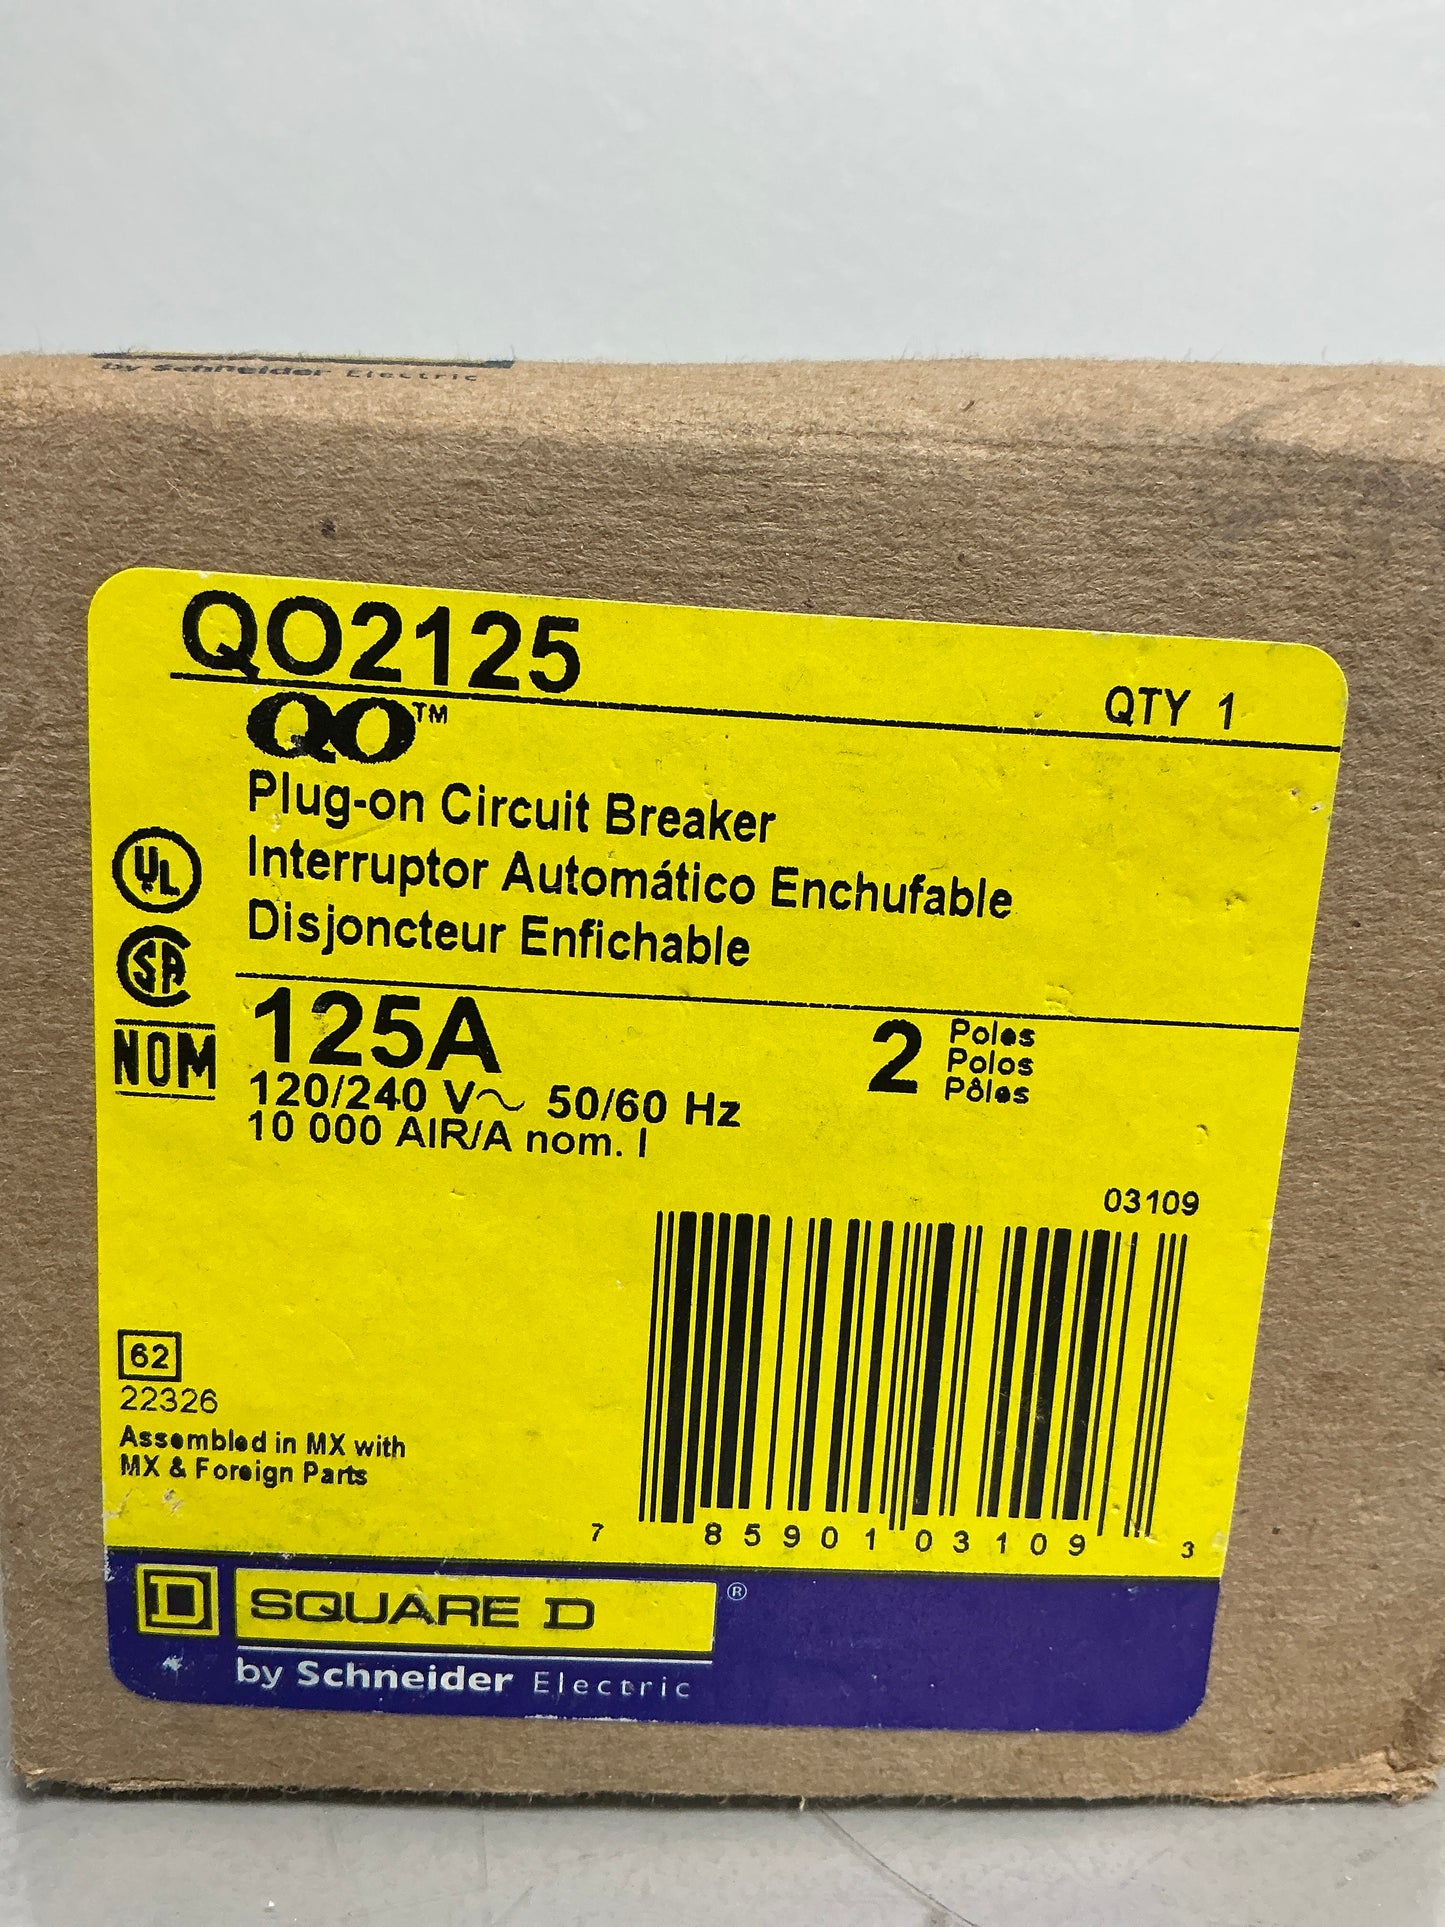 by Schneider Electric
QO2125
QTY 1
QO™
Plug-on Circuit Breaker
Interruptor Automático Enchufable
Disjoncteur Enfichable
UL
SA
NOM
125A
2 Poles
Polos
Pôles
120/240 V~ 50/60 Hz
10 000 AIR/A nom. I
03109
62
22326
Assembled in MX with
MX & Foreign Parts
7 85901 03109 3
D SQUARE D ®
by Schneider Electric